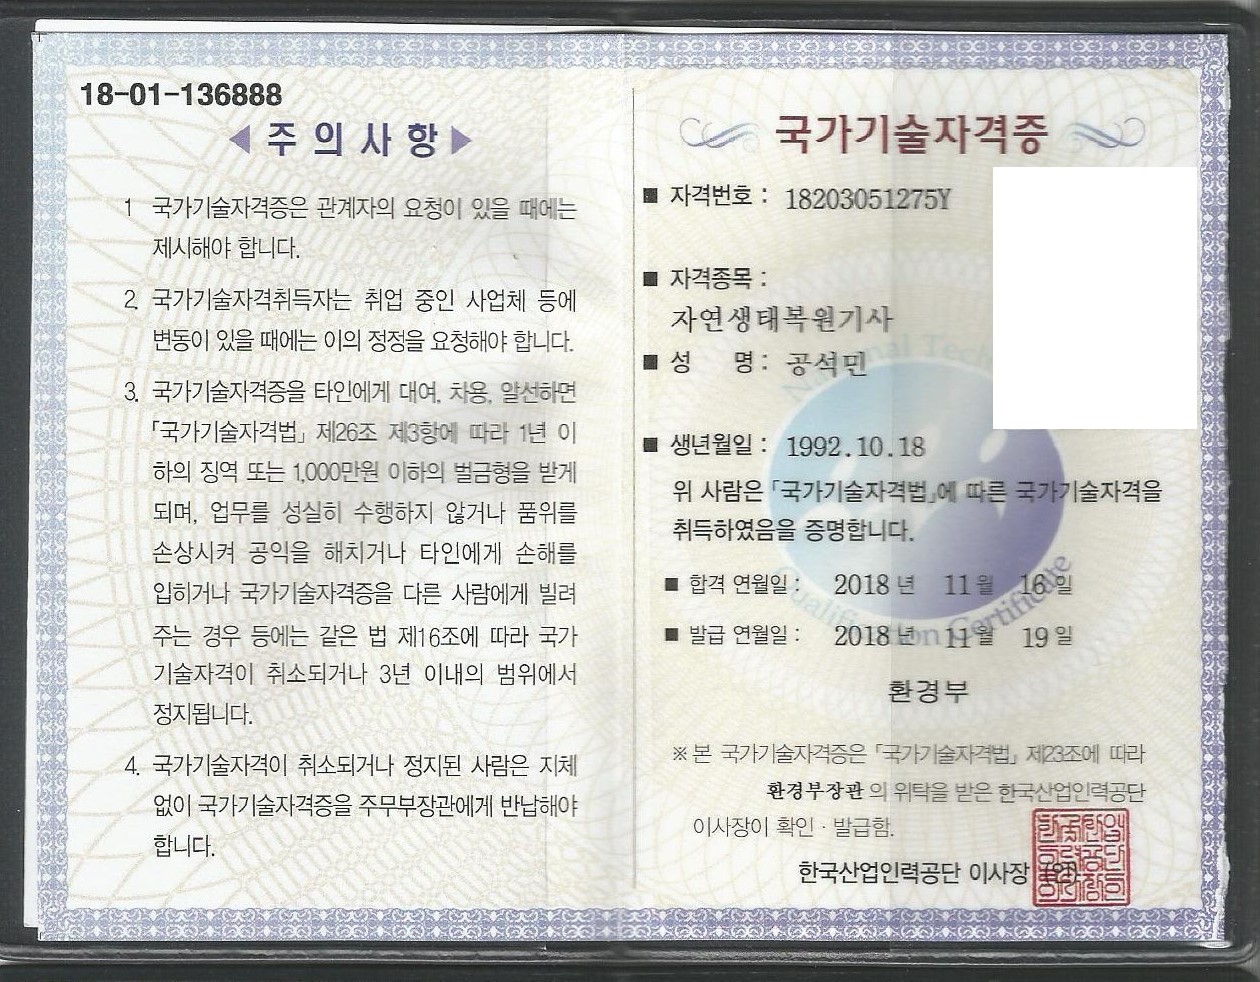 18-01-136888
◀ 주 의 사 항 ▶
1 국가기술자격증은 관계자의 요청이 있을 때에는
제시해야 합니다.
2. 국가기술자격취득자는 취업 중인 사업체 등에
변동이 있을 때에는 이의 정정을 요청해야 합니다.
3. 국가기술자격증을 타인에게 대여, 차용, 알선하면
「국가기술자격법」 제26조 제3항에 따라 1년 이
하의 징역 또는 1,000만원 이하의 벌금형을 받게
되며, 업무를 성실히 수행하지 않거나 품위를
손상시켜 공익을 해치거나 타인에게 손해를
입히거나 국가기술자격증을 다른 사람에게 빌려
주는 경우 등에는 같은 법 제16조에 따라 국가
기술자격이 취소되거나 3년 이내의 범위에서
정지됩니다.
4. 국가기술자격이 취소되거나 정지된 사람은 지체
없이 국가기술자격증을 주무부장관에게 반납해야
합니다.
국가기술자격증
■ 자격번호 : 18203051275Y
■ 자격종목 :
자연생태복원기사
■ 성 명 : 공석민
■ 생년월일 : 1992.10.18
위 사람은 「국가기술자격법」에 따른 국가기술자격을
취득하였음을 증명합니다.
■ 합격 연월일 : 2018 년 11 월 16 일
■ 발급 연월일 : 2018 년 11 월 19 일
환경부
※ 본 국가기술자격증은 「국가기술자격법」 제23조에 따라
환경부장관 의 위탁을 받은 한국산업인력공단
이사장이 확인 · 발급함.
한국산업인력공단 이사장 (인)
Qualification Certificate